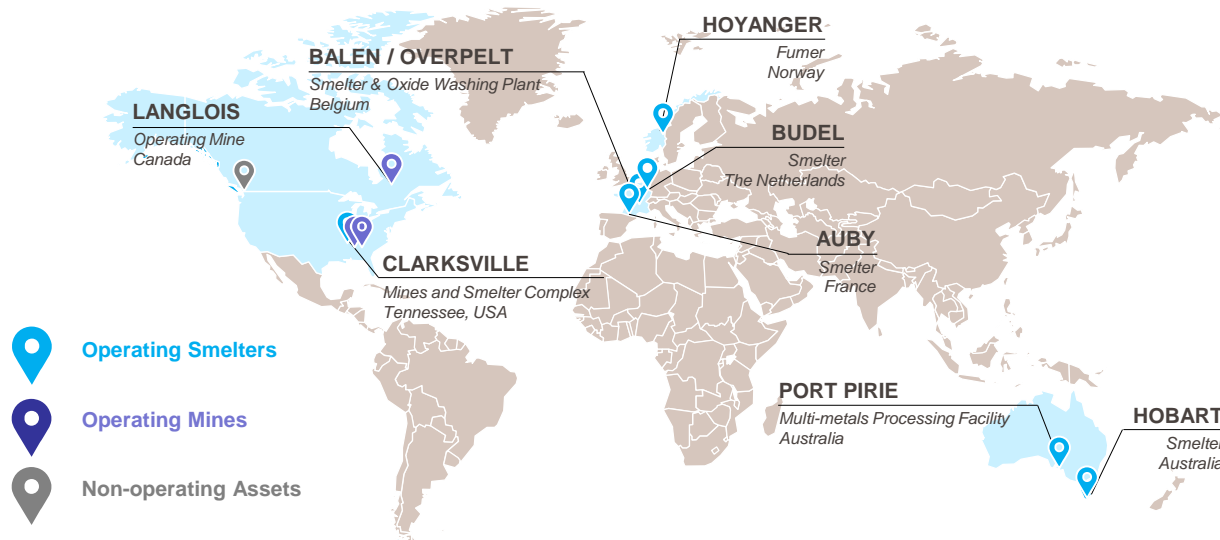 HOYANGER
Fumer
Norway
BALEN / OVERPELT
Smelter & Oxide Washing Plant
Belgium
LANGLOIS
Operating Mine
Canada
BUDEL
Smelter
The Netherlands
AUBY
Smelter
France
CLARKSVILLE
Mines and Smelter Complex
Tennessee, USA
Operating Smelters
Operating Mines
Non-operating Assets
PORT PIRIE
Multi-metals Processing Facility
Australia
HOBART
Smelter
Australia